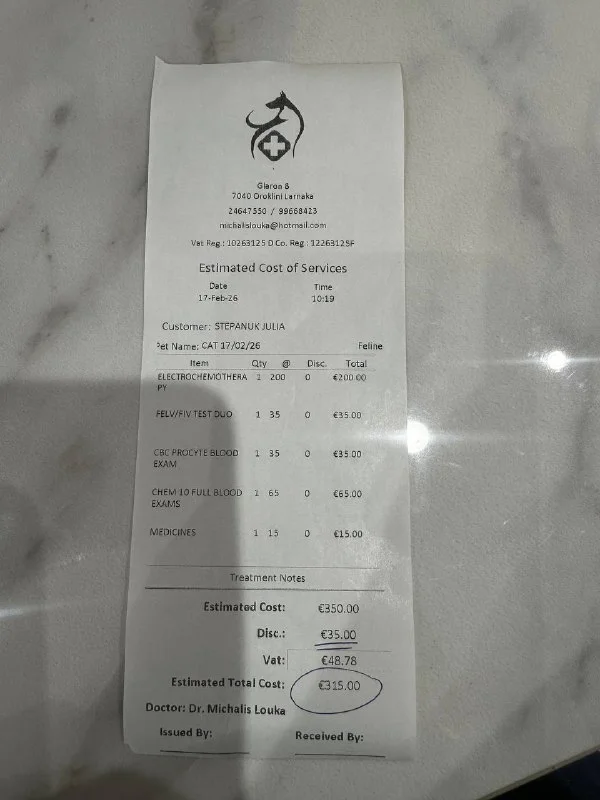 Glaron 8
7040 Oroklini Larnaka
24647550 / 99668423
michalislouka@hotmail.com
Vat Reg.: 10263125 D Co. Reg.: 12263125F
Estimated Cost of Services
Date Time
17-Feb-26 10:19
Customer: STEPANUK JULIA
Pet Name: CAT 17/02/26 Feline
Item Qty @ Disc. Total
ELECTROCHEMOTHERA 1 200 0 €200.00
PY
FELV/FIV TEST DUO 1 35 0 €35.00
CBC PROCYTE BLOOD 1 35 0 €35.00
EXAM
CHEM 10 FULL BLOOD 1 65 0 €65.00
EXAMS
MEDICINES 1 15 0 €15.00
Treatment Notes
Estimated Cost: €350.00
Disc.: €35.00
Vat: €48.78
Estimated Total Cost: €315.00
Doctor: Dr. Michalis Louka
Issued By: Received By: